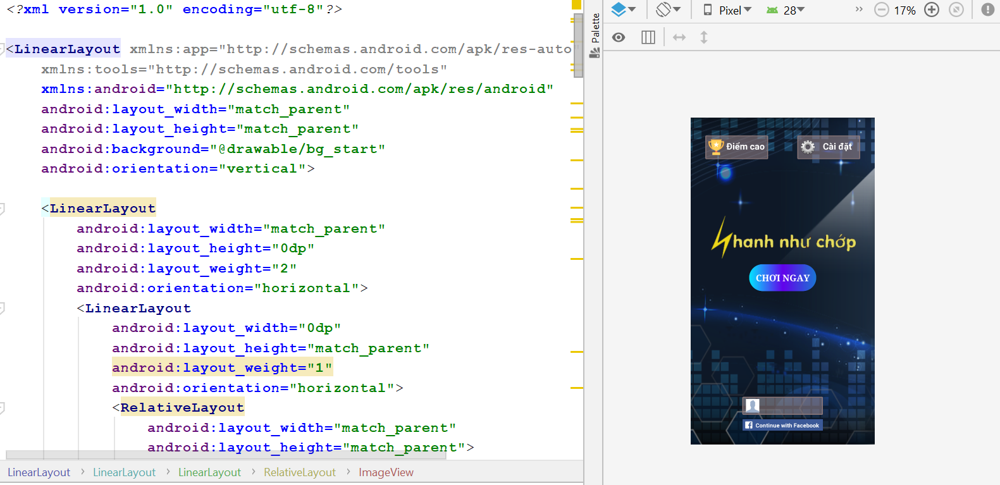 <?xml version="1.0" encoding="utf-8"?>
<LinearLayout xmlns:app="http://schemas.android.com/apk/res-auto"
xmlns:tools="http://schemas.android.com/tools"
xmlns:android="http://schemas.android.com/apk/res/android"
android:layout_width="match_parent"
android:layout_height="match_parent"
android:background="@drawable/bg_start"
android:orientation="vertical">
<LinearLayout
android:layout_width="match_parent"
android:layout_height="0dp"
android:layout_weight="2"
android:orientation="horizontal">
<LinearLayout
android:layout_width="0dp"
android:layout_height="match_parent"
android:layout_weight="1"
android:orientation="horizontal">
<RelativeLayout
android:layout_width="match_parent"
android:layout_height="match_parent">
LinearLayout > LinearLayout > LinearLayout > RelativeLayout > ImageView
Palette
Pixel 28 17%
Điểm cao Cài đặt
hanh như chớp
CHƠI NGAY
Continue with Facebook